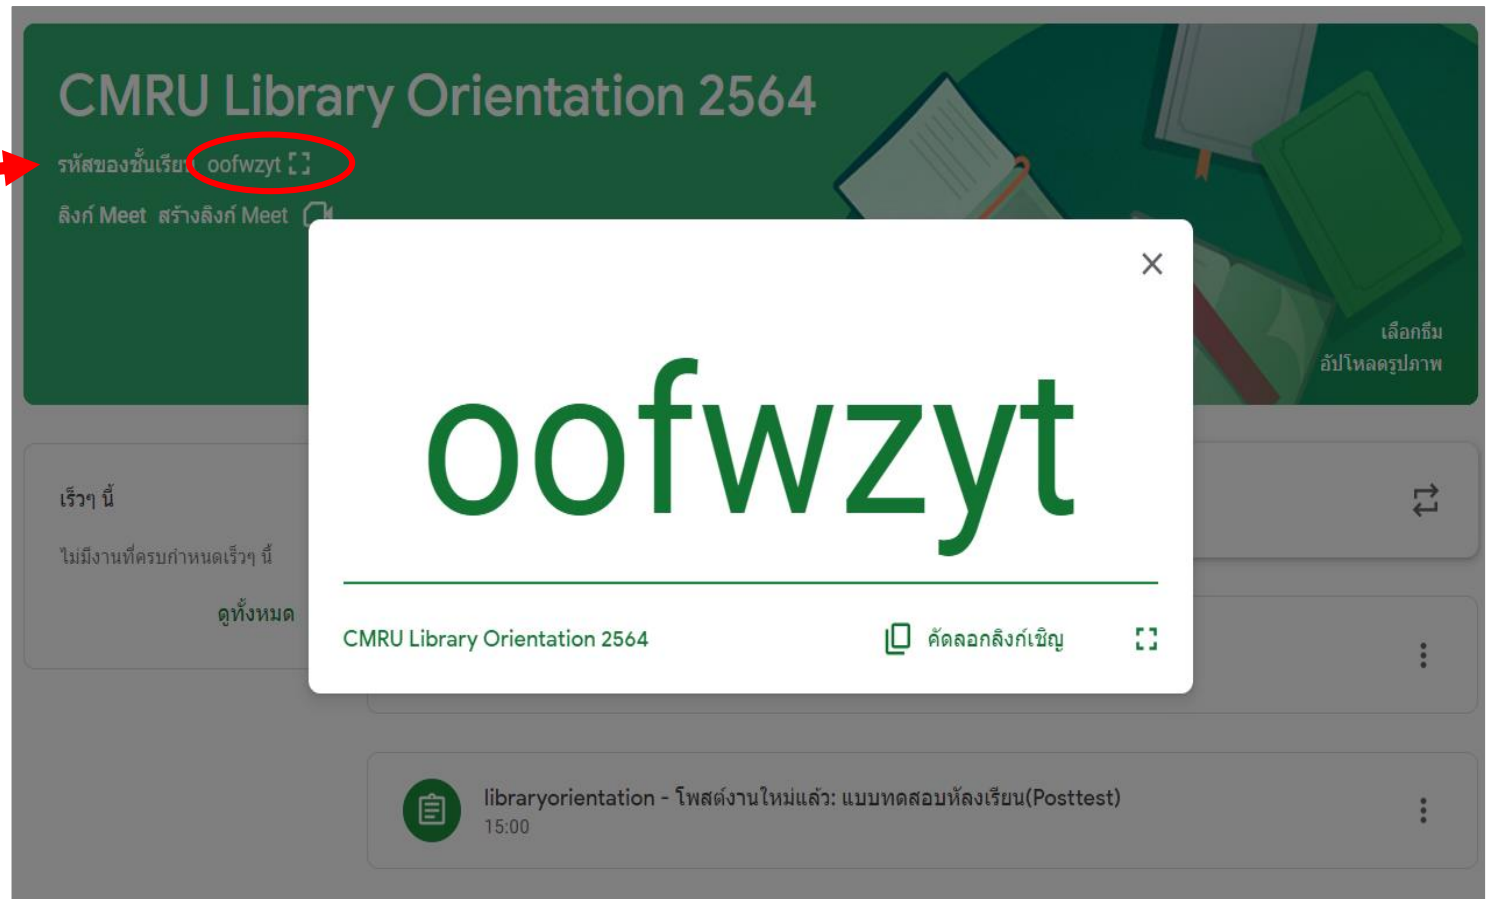 CMRU Library Orientation 2564
รหัสของชั้นเรียน oofwzyt
ลิงก์ Meet สร้างลิงก์ Meet
เลือกธีม
อัปโหลดรูปภาพ
oofwzyt
CMRU Library Orientation 2564
คัดลอกลิงก์เชิญ
เร็วๆ นี้
ไม่มีงานที่ครบกำหนดเร็วๆ นี้
ดูทั้งหมด
libraryorientation - โพสต์งานใหม่แล้ว: แบบทดสอบหัลงเรียน(Posttest)
15:00